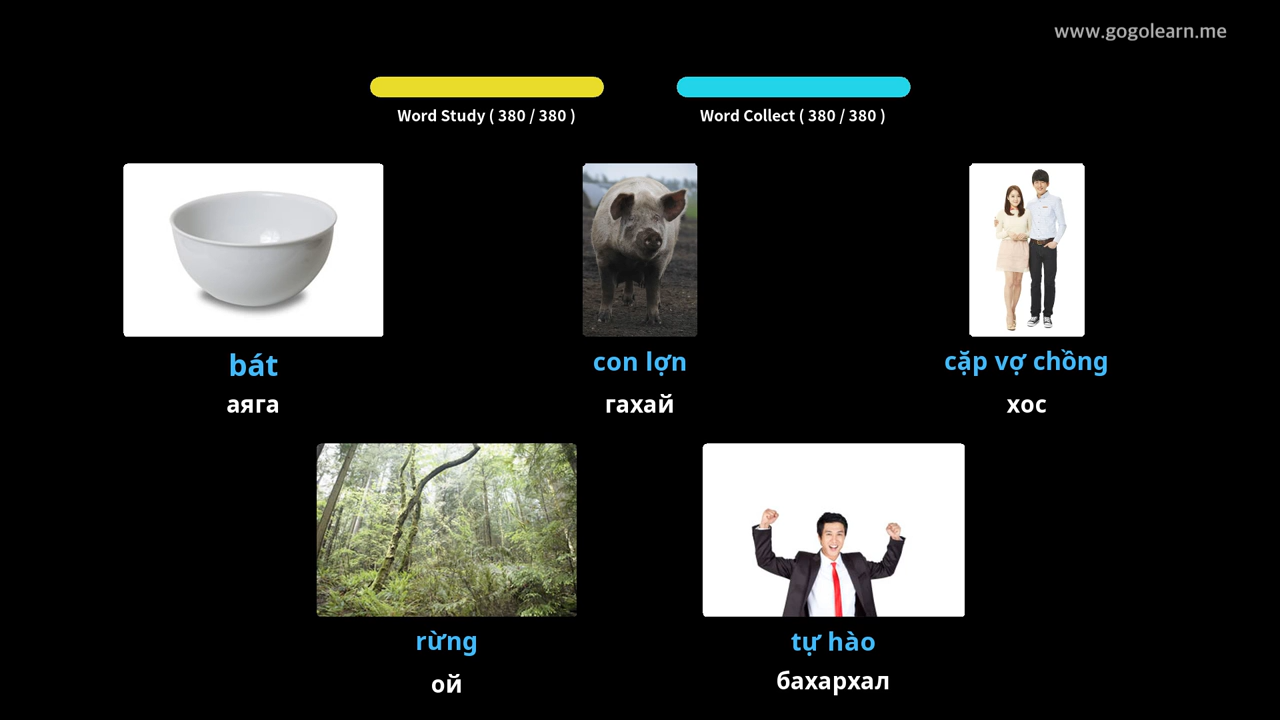 www.gogolearn.me
Word Study ( 380 / 380 )
Word Collect ( 380 / 380 )
bát
аяга
con lợn
гахай
cặp vợ chồng
хос
rừng
ой
tự hào
бахархал